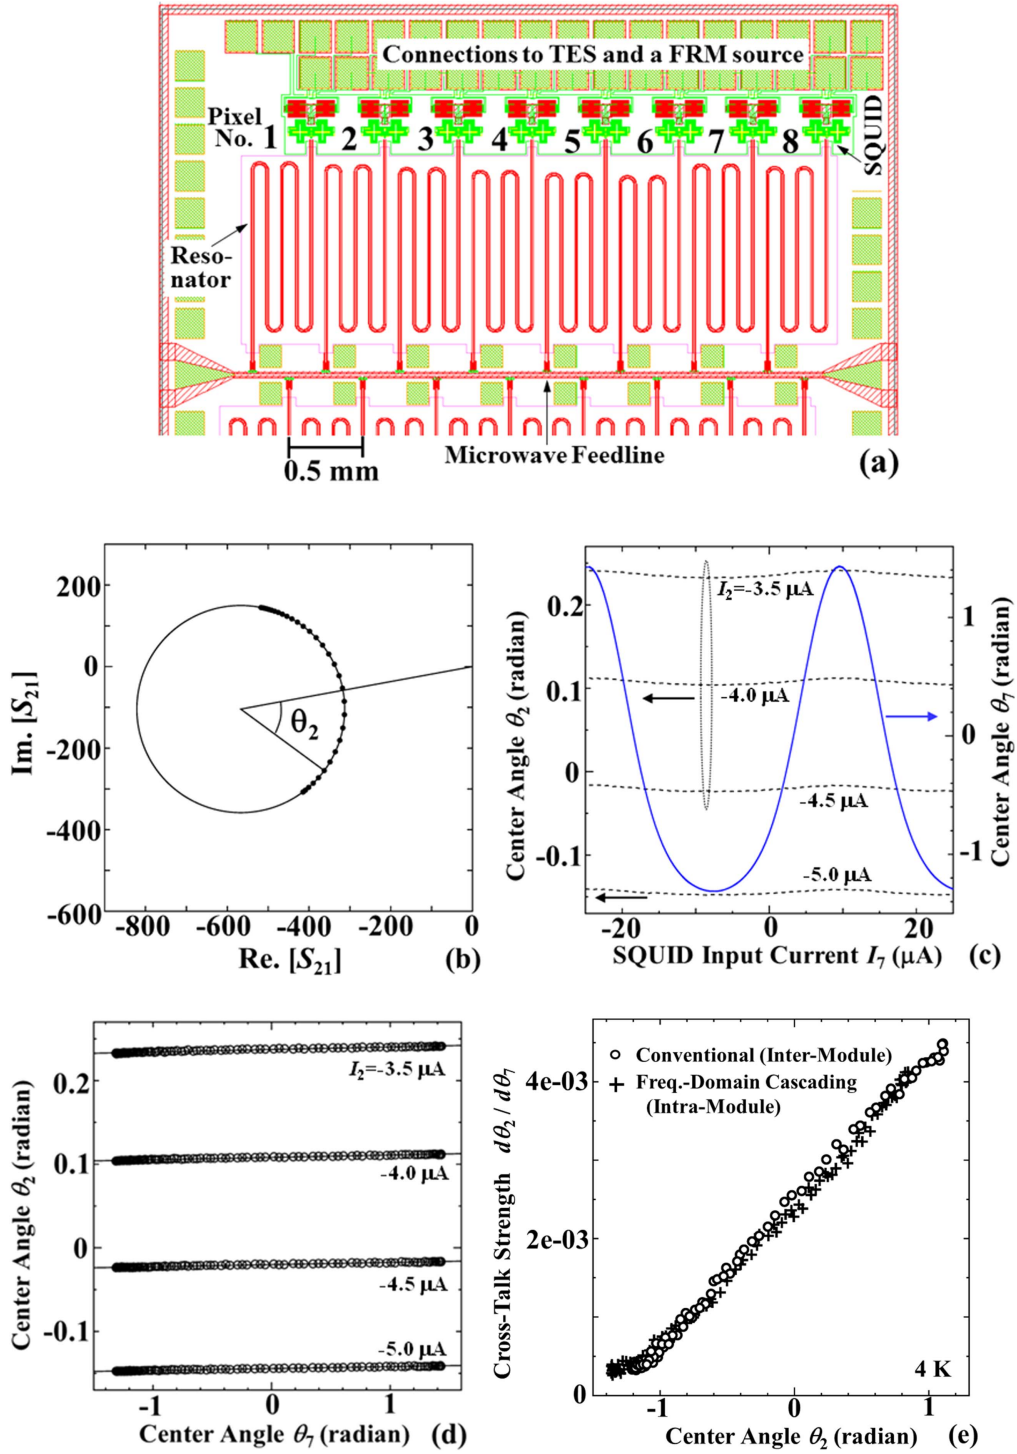 Connections to TES and a FRM source
Pixel
No. 1 2 3 4 5 6 7 8
SQUID
Reso-
nator
0.5 mm
Microwave Feedline
(a)
200
0
-200
-400
-600
-800 -600 -400 -200 0
Im. [S21]
Re. [S21]
θ2
(b)
Center Angle θ2 (radian)
0.2
0.1
0
-0.1
I2=-3.5 μA
-4.0 μA
-4.5 μA
-5.0 μA
1
0
-1
Center Angle θ7 (radian)
-20 0 20
SQUID Input Current I7 (μA)
(c)
Center Angle θ2 (radian)
0.2
0.1
0
-0.1
I2=-3.5 μA
-4.0 μA
-4.5 μA
-5.0 μA
-1 0 1
Center Angle θ7 (radian)
(d)
Cross-Talk Strength dθ2 / dθ7
4e-03
2e-03
0
Conventional (Inter-Module)
Freq.-Domain Cascading
(Intra-Module)
4 K
-1 0 1
Center Angle θ2 (radian)
(e)